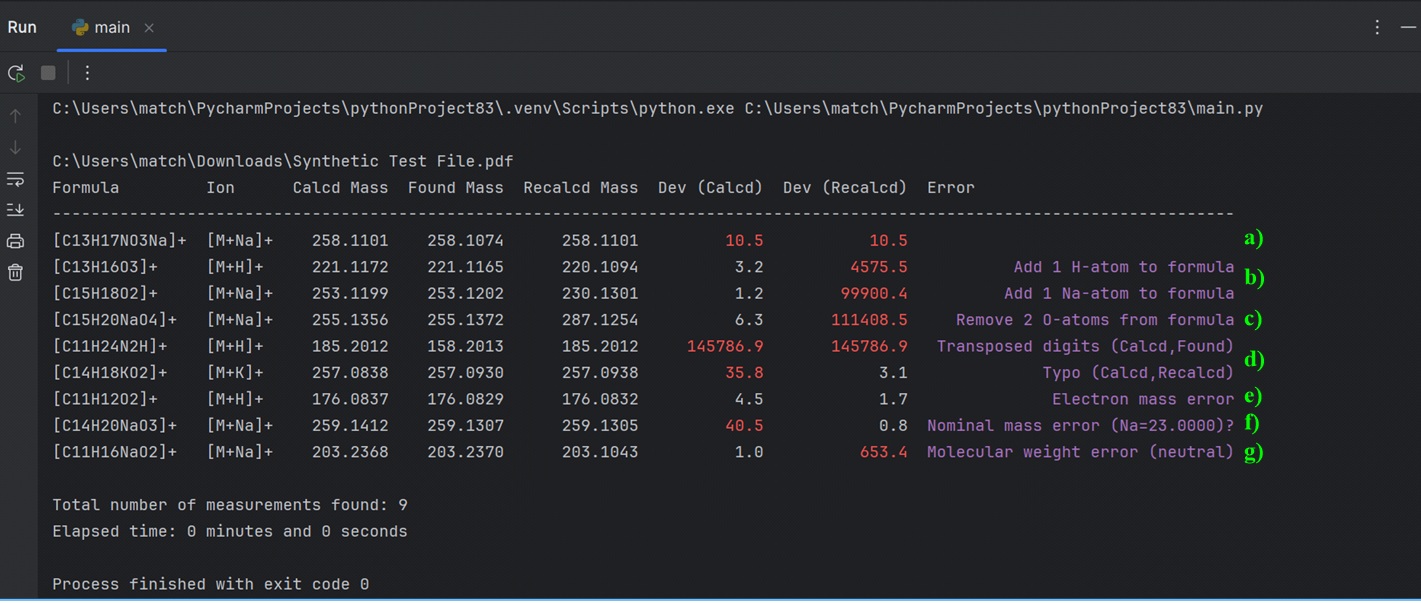 Run main
C:\Users\match\PycharmProjects\pythonProject83\.venv\Scripts\python.exe C:\Users\match\PycharmProjects\pythonProject83\main.py
C:\Users\match\Downloads\Synthetic Test File.pdf
Formula Ion Calcd Mass Found Mass Recalcd Mass Dev (Calcd) Dev (Recalcd) Error
---------------------------------------------------------------------------------------------------------------------------
[C13H17NO3Na]+ [M+Na]+ 258.1101 258.1074 258.1101 10.5 10.5 a)
[C13H16O3]+ [M+H]+ 221.1172 221.1165 220.1094 3.2 4575.5 Add 1 H-atom to formula
b)
[C15H18O2]+ [M+Na]+ 253.1199 253.1202 230.1301 1.2 99900.4 Add 1 Na-atom to formula
[C15H20NaO4]+ [M+Na]+ 255.1356 255.1372 287.1254 6.3 111408.5 Remove 2 O-atoms from formula c)
[C11H24N2H]+ [M+H]+ 185.2012 158.2013 185.2012 145786.9 145786.9 Transposed digits (Calcd,Found)
d)
[C14H18KO2]+ [M+K]+ 257.0838 257.0930 257.0938 35.8 3.1 Typo (Calcd,Recalcd)
[C11H12O2]+ [M+H]+ 176.0837 176.0829 176.0832 4.5 1.7 Electron mass error e)
[C14H20NaO3]+ [M+Na]+ 259.1412 259.1307 259.1305 40.5 0.8 Nominal mass error (Na=23.0000)? f)
[C11H16NaO2]+ [M+Na]+ 203.2368 203.2370 203.1043 1.0 653.4 Molecular weight error (neutral) g)
Total number of measurements found: 9
Elapsed time: 0 minutes and 0 seconds
Process finished with exit code 0